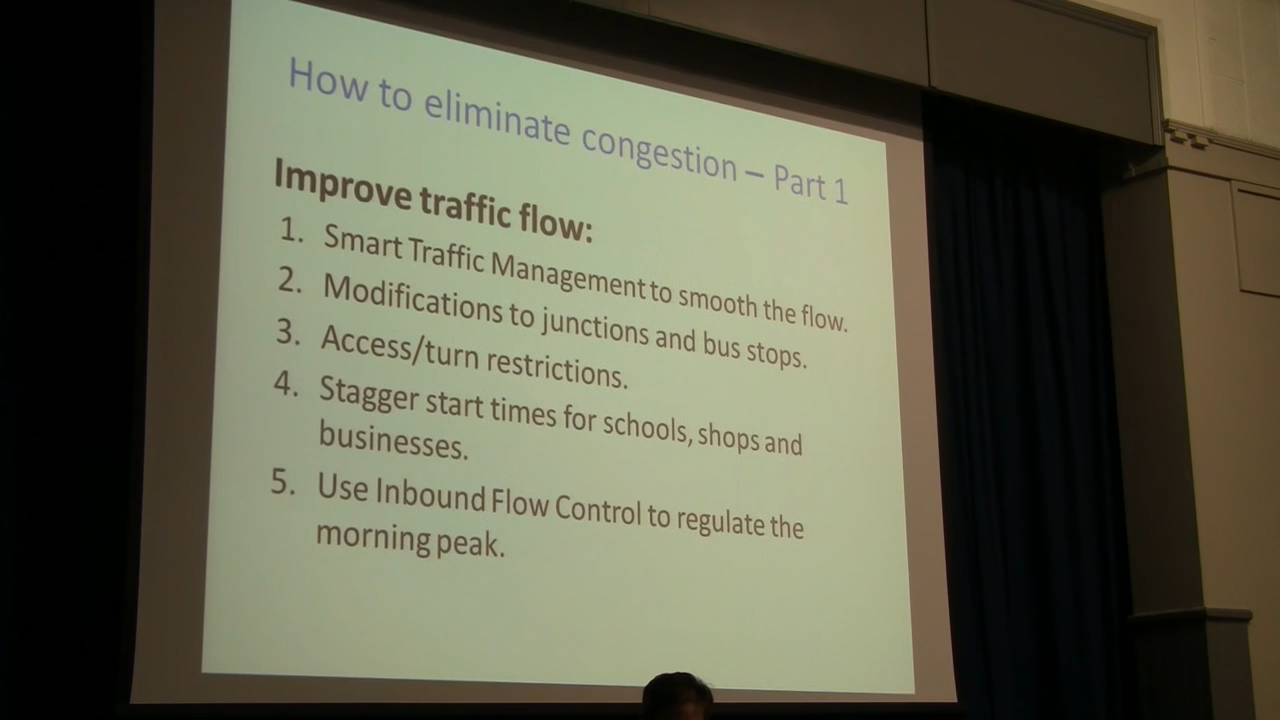 How to eliminate congestion – Part 1
Improve traffic flow:
1. Smart Traffic Management to smooth the flow.
2. Modifications to junctions and bus stops.
3. Access/turn restrictions.
4. Stagger start times for schools, shops and
businesses.
5. Use Inbound Flow Control to regulate the
morning peak.